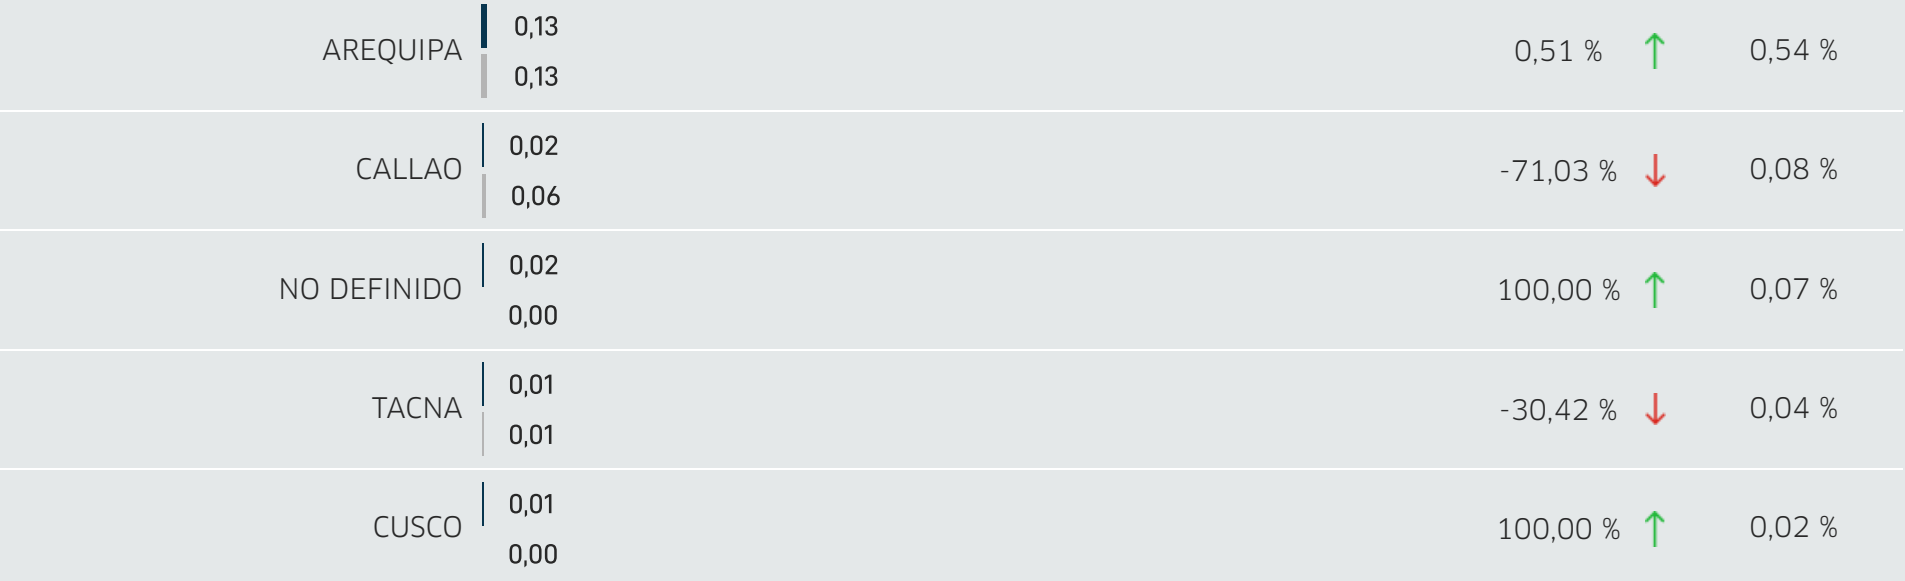 AREQUIPA 0,13 0,13 0,51 % 0,54 %
CALLAO 0,02 0,06 -71,03 % 0,08 %
NO DEFINIDO 0,02 0,00 100,00 % 0,07 %
TACNA 0,01 0,01 -30,42 % 0,04 %
CUSCO 0,01 0,00 100,00 % 0,02 %